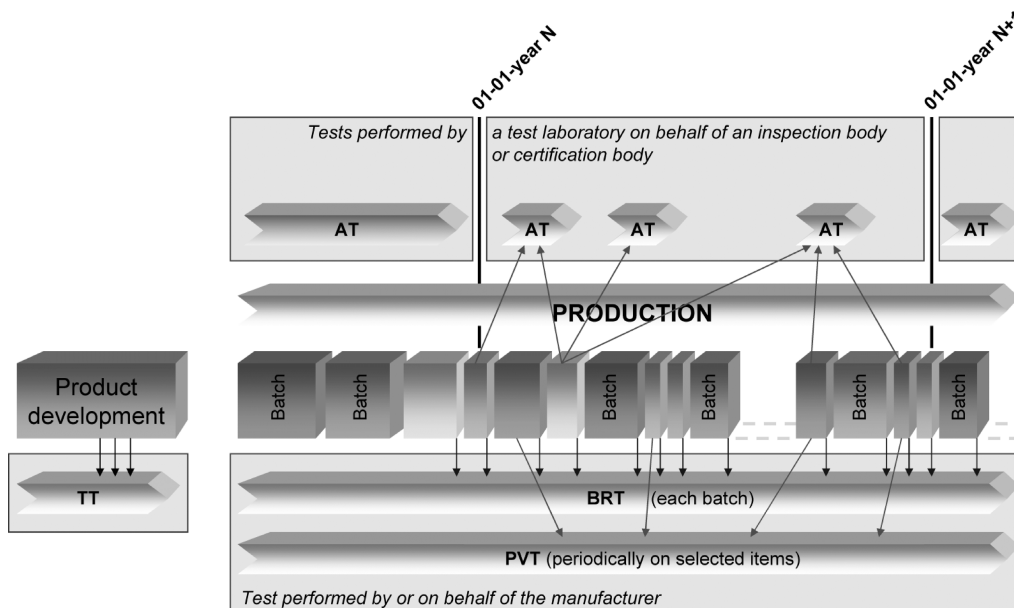 01-01-year N
01-01-year N+1
Tests performed by
a test laboratory on behalf of an inspection body
or certification body
AT
AT
AT
AT
AT
PRODUCTION
Product
development
Batch
Batch
Batch
Batch
Batch
Batch
TT
BRT (each batch)
PVT (periodically on selected items)
Test performed by or on behalf of the manufacturer